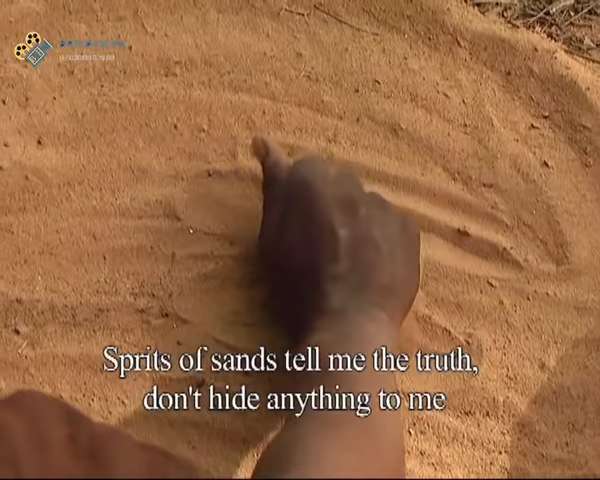 Sprits of sands tell me the truth,
don't hide anything to me